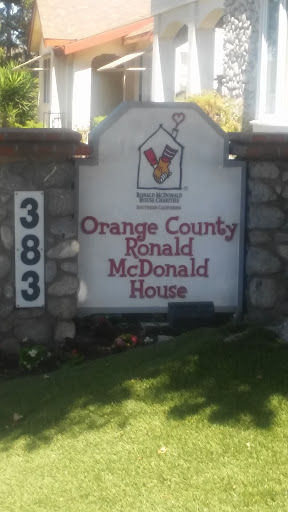 RONALD McDONALD
HOUSE CHARITIES
SOUTHERN CALIFORNIA
Orange County
Ronald
McDonald
House
383